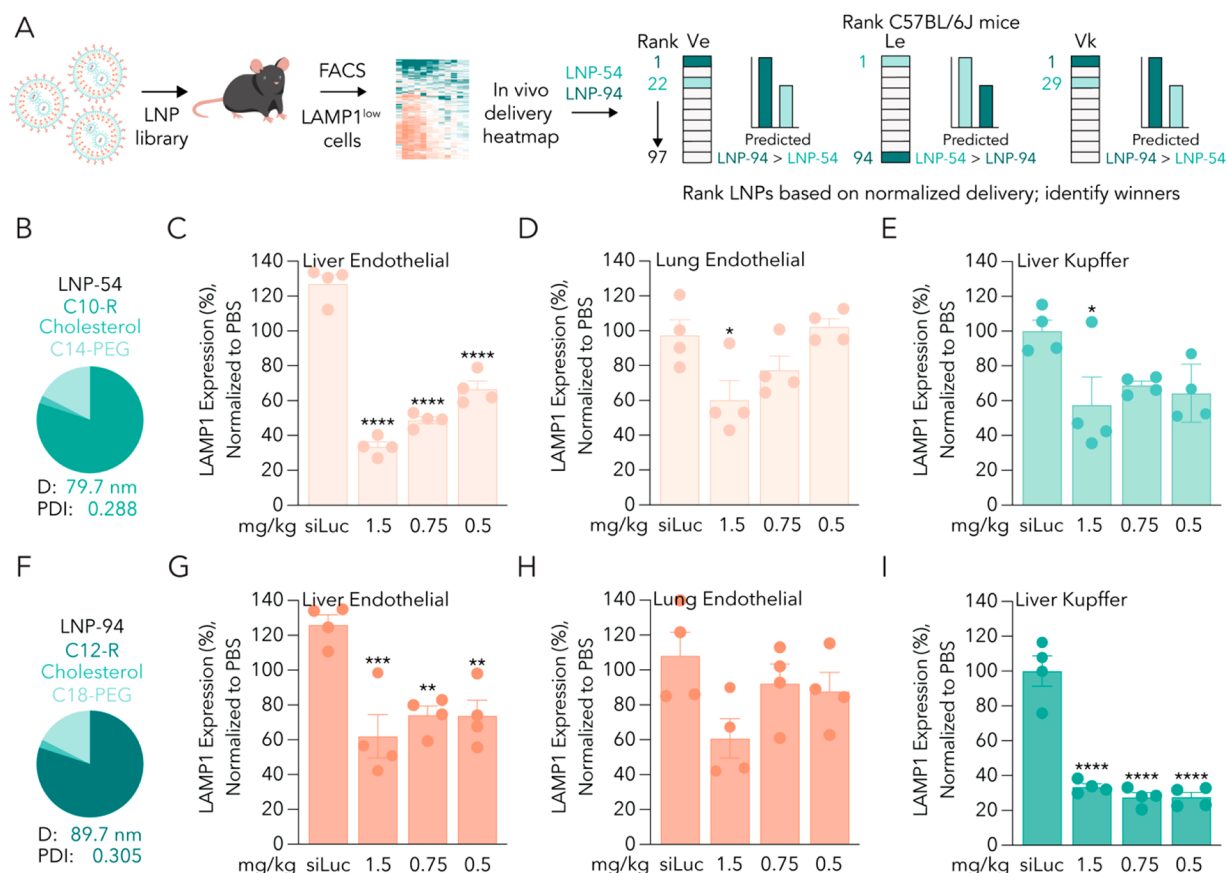 A
LNP
library
FACS
LAMP1low
cells
In vivo
delivery
heatmap
LNP-54
LNP-94
Rank C57BL/6J mice
Rank
Ve
Le
Vk
1
22
97
Predicted
LNP-94 > LNP-54
1
94
Predicted
LNP-54 > LNP-94
1
29
Predicted
LNP-94 > LNP-54
Rank LNPs based on normalized delivery; identify winners
B
LNP-54
C10-R
Cholesterol
C14-PEG
D: 79.7 nm
PDI: 0.288
C
Liver Endothelial
LAMP1 Expression (%),
Normalized to PBS
140
120
100
80
60
40
20
0
****
****
****
mg/kg siLuc 1.5 0.75 0.5
D
Lung Endothelial
LAMP1 Expression (%),
Normalized to PBS
140
120
100
80
60
40
20
0
*
mg/kg siLuc 1.5 0.75 0.5
E
Liver Kupffer
LAMP1 Expression (%),
Normalized to PBS
140
120
100
80
60
40
20
0
*
mg/kg siLuc 1.5 0.75 0.5
F
LNP-94
C12-R
Cholesterol
C18-PEG
D: 89.7 nm
PDI: 0.305
G
Liver Endothelial
LAMP1 Expression (%),
Normalized to PBS
140
120
100
80
60
40
20
0
***
**
**
mg/kg siLuc 1.5 0.75 0.5
H
Lung Endothelial
LAMP1 Expression (%),
Normalized to PBS
140
120
100
80
60
40
20
0
mg/kg siLuc 1.5 0.75 0.5
I
Liver Kupffer
LAMP1 Expression (%),
Normalized to PBS
140
120
100
80
60
40
20
0
****
****
****
mg/kg siLuc 1.5 0.75 0.5